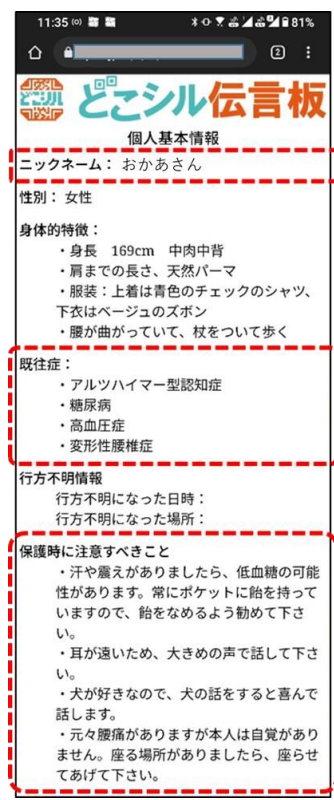 11:35
81%
2
どこシル
伝言板
どこシル伝言板
個人基本情報
ニックネーム： おかあさん
性別： 女性
身体的特徴：
・身長　169cm　中肉中背
・肩までの長さ、天然パーマ
・服装：上着は青色のチェックのシャツ、
下衣はベージュのズボン
・腰が曲がっていて、杖をついて歩く
既往症：
・アルツハイマー型認知症
・糖尿病
・高血圧症
・変形性腰椎症
行方不明情報
行方不明になった日時：
行方不明になった場所：
保護時に注意すべきこと
・汗や震えがありましたら、低血糖の可能
性があります。常にポケットに飴を持って
いますので、飴をなめるよう勧めて下さ
い。
・耳が遠いため、大きめの声で話して下さ
い。
・犬が好きなので、犬の話をすると喜んで
話します。
・元々腰痛がありますが本人は自覚があり
ません。座る場所がありましたら、座らせ
てあげて下さい。